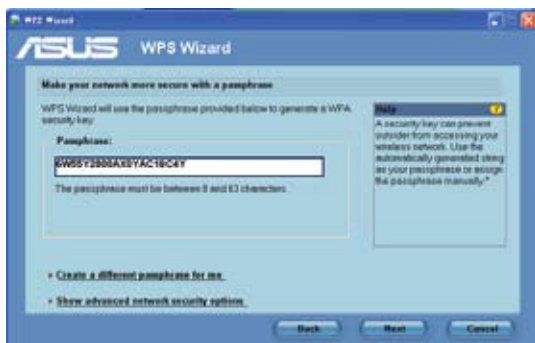 WPS Wizard
ASUS WPS Wizard
Make your network more secure with a passphrase
WPS Wizard will use the passphrase provided below to generate a WPA
security key.
Passphrase:
The passphrase must be between 8 and 63 characters.
Help
A security key can prevent
outsider from accessing your
wireless network. Use the
automatically generated string
as your passphrase or assign
the passphrase manually.*
Create a different passphrase for me
Show advanced network security options
Back Next Cancel